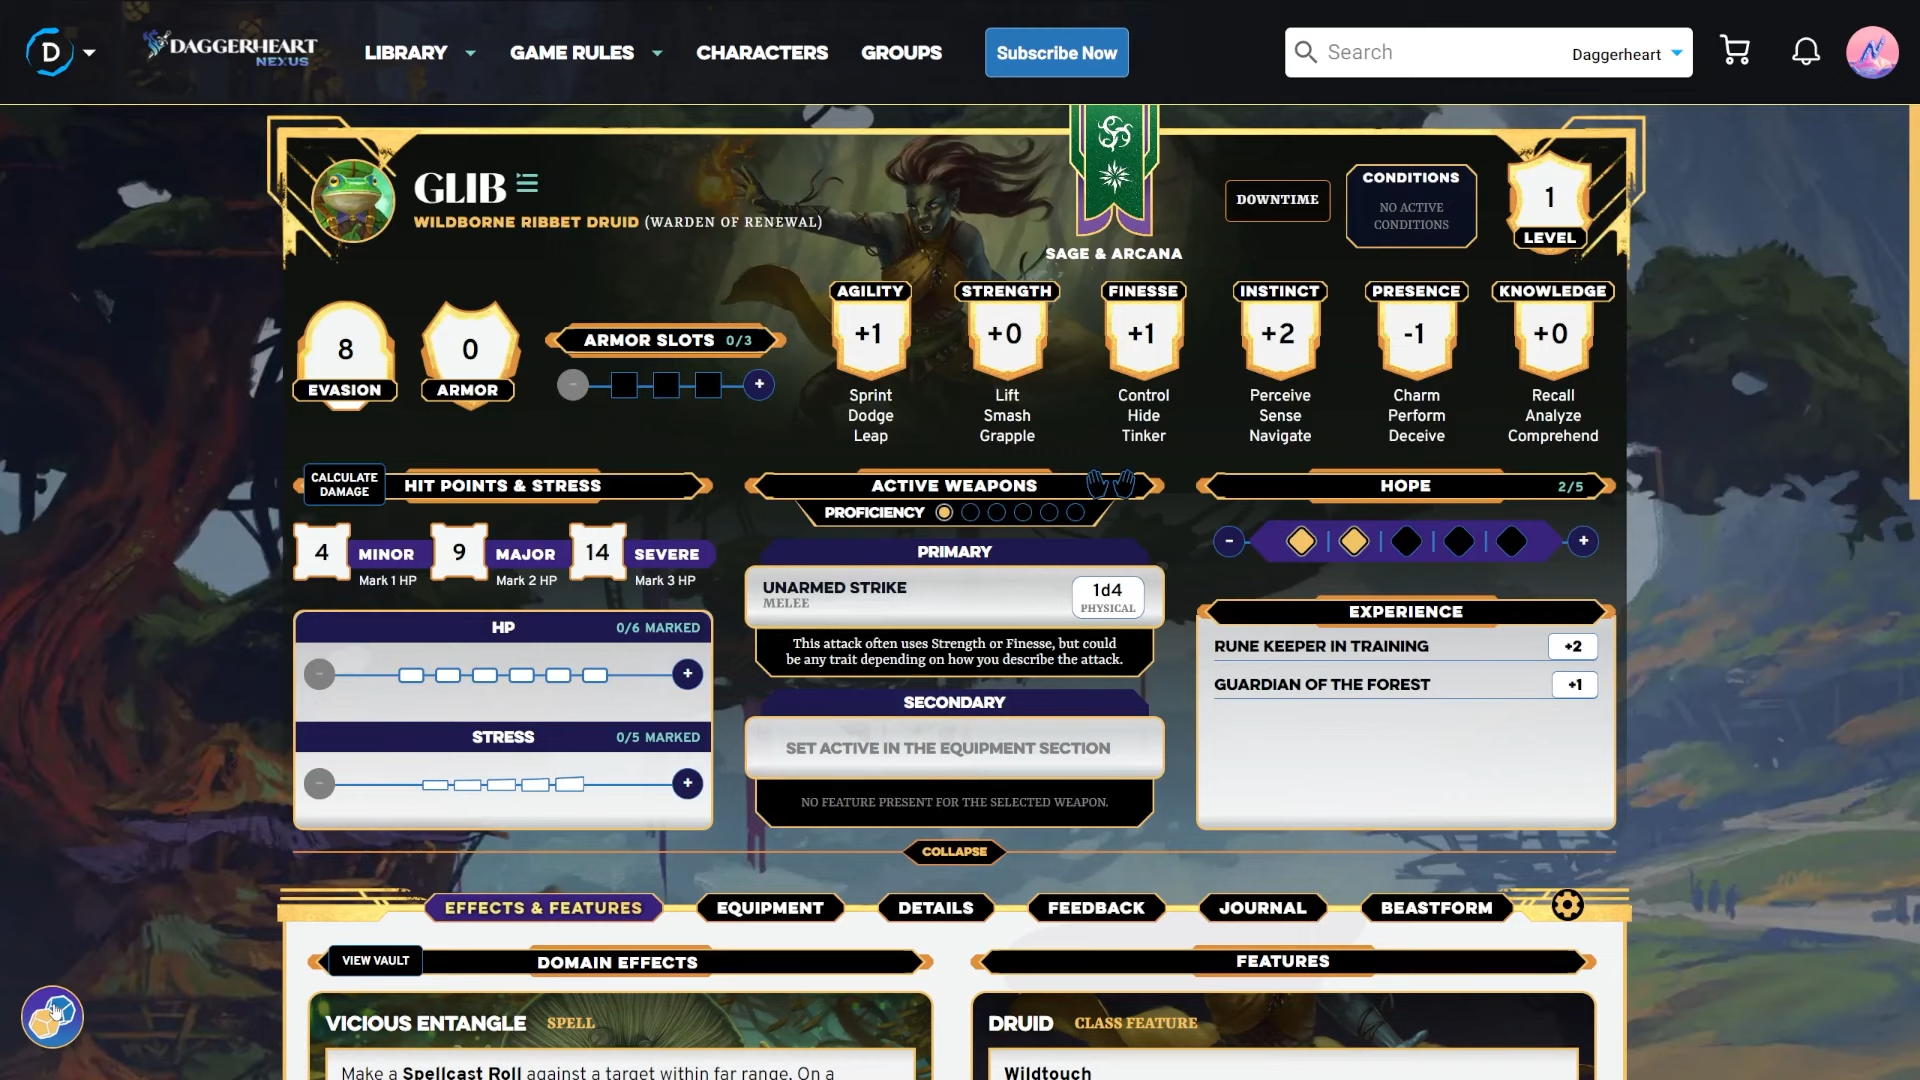 D
DAGGERHEART
NEXUS
LIBRARY
GAME RULES
CHARACTERS
GROUPS
Subscribe Now
Search
Daggerheart
GLIB
WILDBORNE RIBBET DRUID (WARDEN OF RENEWAL)
SAGE & ARCANA
DOWNTIME
CONDITIONS
NO ACTIVE
CONDITIONS
1
LEVEL
8
EVASION
0
ARMOR
ARMOR SLOTS 0/3
-
+
AGILITY
+1
Sprint
Dodge
Leap
STRENGTH
+0
Lift
Smash
Grapple
FINESSE
+1
Control
Hide
Tinker
INSTINCT
+2
Perceive
Sense
Navigate
PRESENCE
-1
Charm
Perform
Deceive
KNOWLEDGE
+0
Recall
Analyze
Comprehend
CALCULATE
DAMAGE
HIT POINTS & STRESS
4
MINOR
Mark 1 HP
9
MAJOR
Mark 2 HP
14
SEVERE
Mark 3 HP
HP
0/6 MARKED
-
+
STRESS
0/5 MARKED
-
+
ACTIVE WEAPONS
PROFICIENCY
PRIMARY
UNARMED STRIKE
MELEE
1d4
PHYSICAL
This attack often uses Strength or Finesse, but could
be any trait depending on how you describe the attack.
SECONDARY
SET ACTIVE IN THE EQUIPMENT SECTION
NO FEATURE PRESENT FOR THE SELECTED WEAPON.
HOPE
2/5
-
+
EXPERIENCE
RUNE KEEPER IN TRAINING
+2
GUARDIAN OF THE FOREST
+1
COLLAPSE
EFFECTS & FEATURES
EQUIPMENT
DETAILS
FEEDBACK
JOURNAL
BEASTFORM
VIEW VAULT
DOMAIN EFFECTS
FEATURES
VICIOUS ENTANGLE SPELL
Make a Spellcast Roll against a target within far range. On a
DRUID CLASS FEATURE
Wildtouch